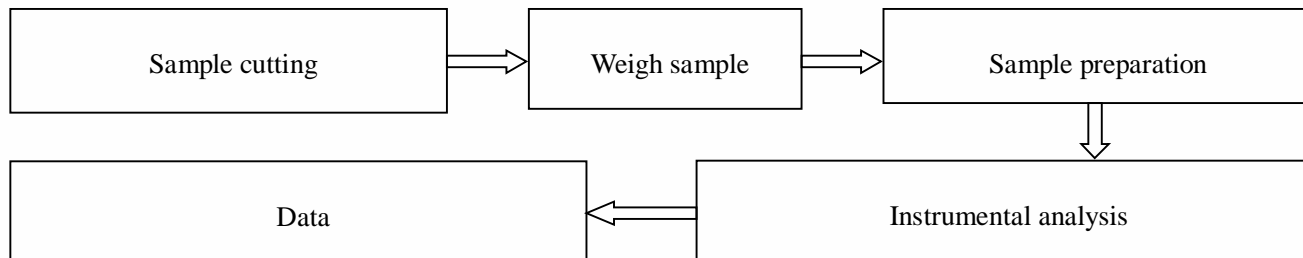 Sample cutting
Weigh sample
Sample preparation
Instrumental analysis
Data